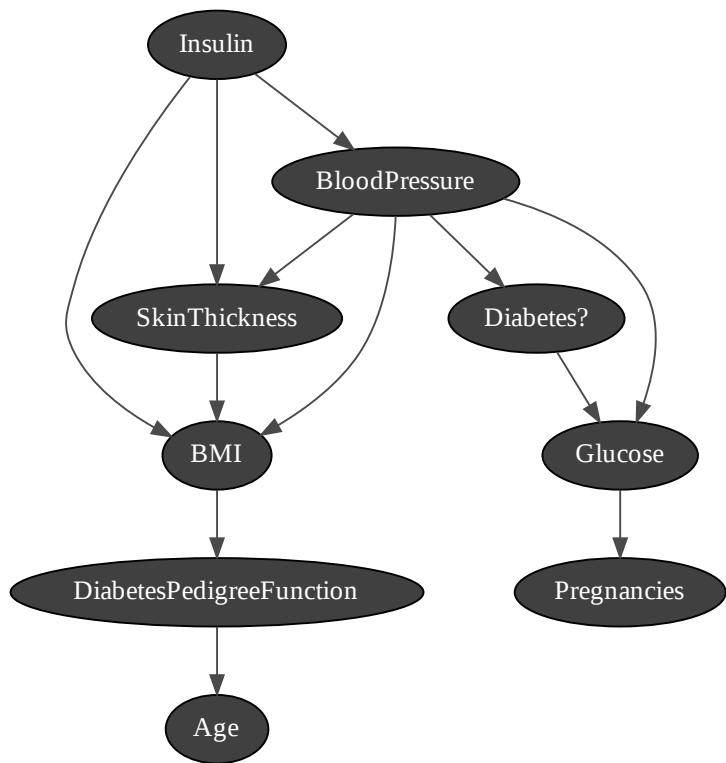 Insulin
BloodPressure
SkinThickness
Diabetes?
BMI
Glucose
DiabetesPedigreeFunction
Pregnancies
Age